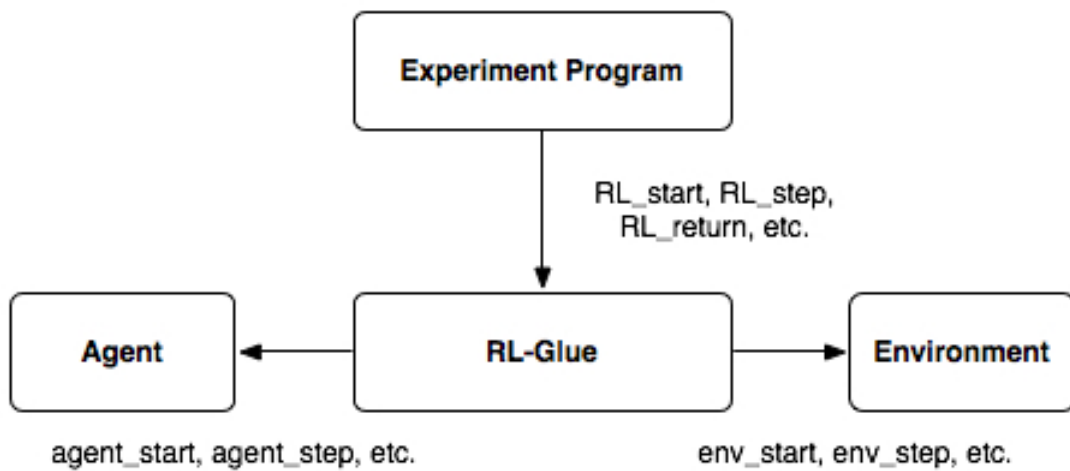 Experiment Program
RL_start, RL_step,
RL_return, etc.
Agent
RL-Glue
Environment
agent_start, agent_step, etc.
env_start, env_step, etc.